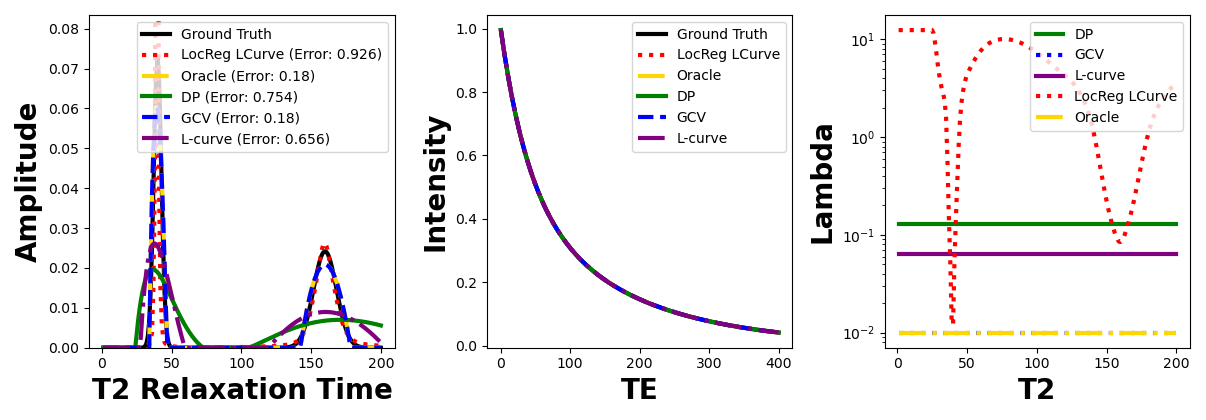 0.08
0.07
0.06
0.05
0.04
0.03
0.02
0.01
0.00
Amplitude
Ground Truth
LocReg LCurve (Error: 0.926)
Oracle (Error: 0.18)
DP (Error: 0.754)
GCV (Error: 0.18)
L-curve (Error: 0.656)
0 50 100 150 200
T2 Relaxation Time
1.0
0.8
0.6
0.4
0.2
0.0
Intensity
Ground Truth
LocReg LCurve
Oracle
DP
GCV
L-curve
0 100 200 300 400
TE
10¹
10⁰
10⁻¹
10⁻²
Lambda
DP
GCV
L-curve
LocReg LCurve
Oracle
0 50 100 150 200
T2